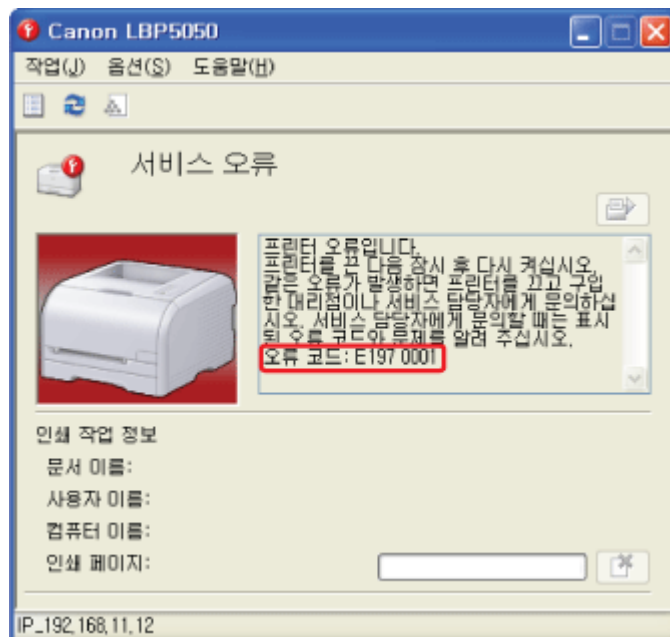 Canon LBP5050
작업(J) 옵션(S) 도움말(H)
서비스 오류
프린터 오류입니다.
프린터를 끈 다음 잠시 후 다시 켜십시오.
같은 오류가 발생하면 프린터를 끄고 구입
한 대리점이나 서비스 담당자에게 문의하십
시오. 서비스 담당자에게 문의할 때는 표시
된 오류 코드와 문제를 알려 주십시오.
오류 코드: E197 0001
인쇄 작업 정보
문서 이름:
사용자 이름:
컴퓨터 이름:
인쇄 페이지:
IP_192,168,11,12